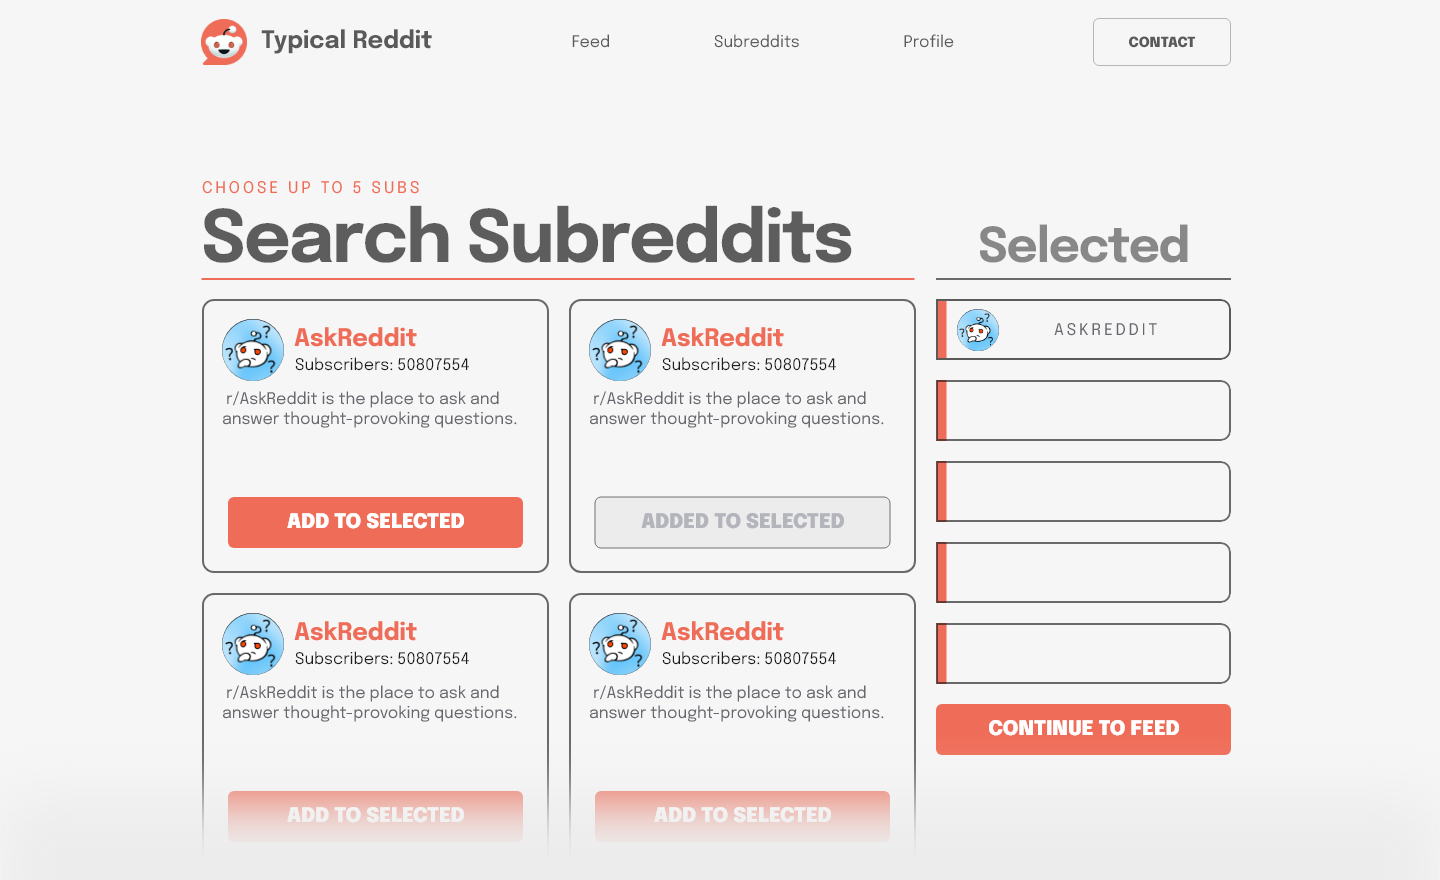 Typical Reddit
Feed
Subreddits
Profile
CONTACT
CHOOSE UP TO 5 SUBS
Search Subreddits
Selected
AskReddit
Subscribers: 50807554
r/AskReddit is the place to ask and
answer thought-provoking questions.
ADD TO SELECTED
AskReddit
Subscribers: 50807554
r/AskReddit is the place to ask and
answer thought-provoking questions.
ADDED TO SELECTED
AskReddit
Subscribers: 50807554
r/AskReddit is the place to ask and
answer thought-provoking questions.
ADD TO SELECTED
AskReddit
Subscribers: 50807554
r/AskReddit is the place to ask and
answer thought-provoking questions.
ADD TO SELECTED
ASKREDDIT
CONTINUE TO FEED